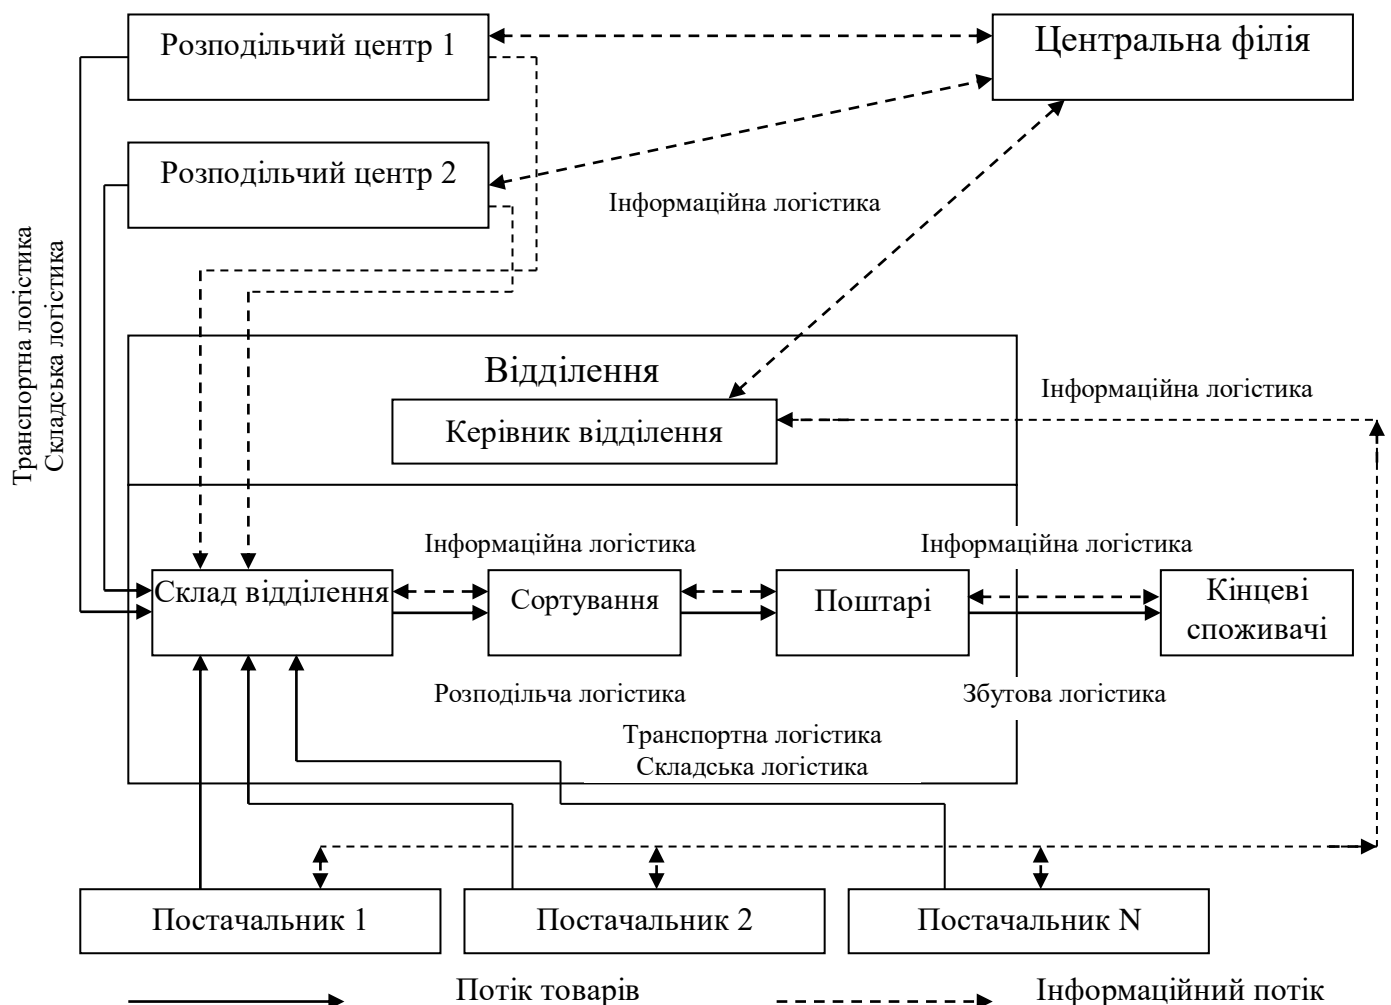 Розподільчий центр 1
Центральна філія
Розподільчий центр 2
Інформаційна логістика
Транспортна логістика
Складська логістика
Відділення
Керівник відділення
Інформаційна логістика
Інформаційна логістика
Інформаційна логістика
Склад відділення
Сортування
Поштарі
Кінцеві
споживачі
Розподільча логістика
Збутова логістика
Транспортна логістика
Складська логістика
Постачальник 1
Постачальник 2
Постачальник N
Потік товарів
Інформаційний потік